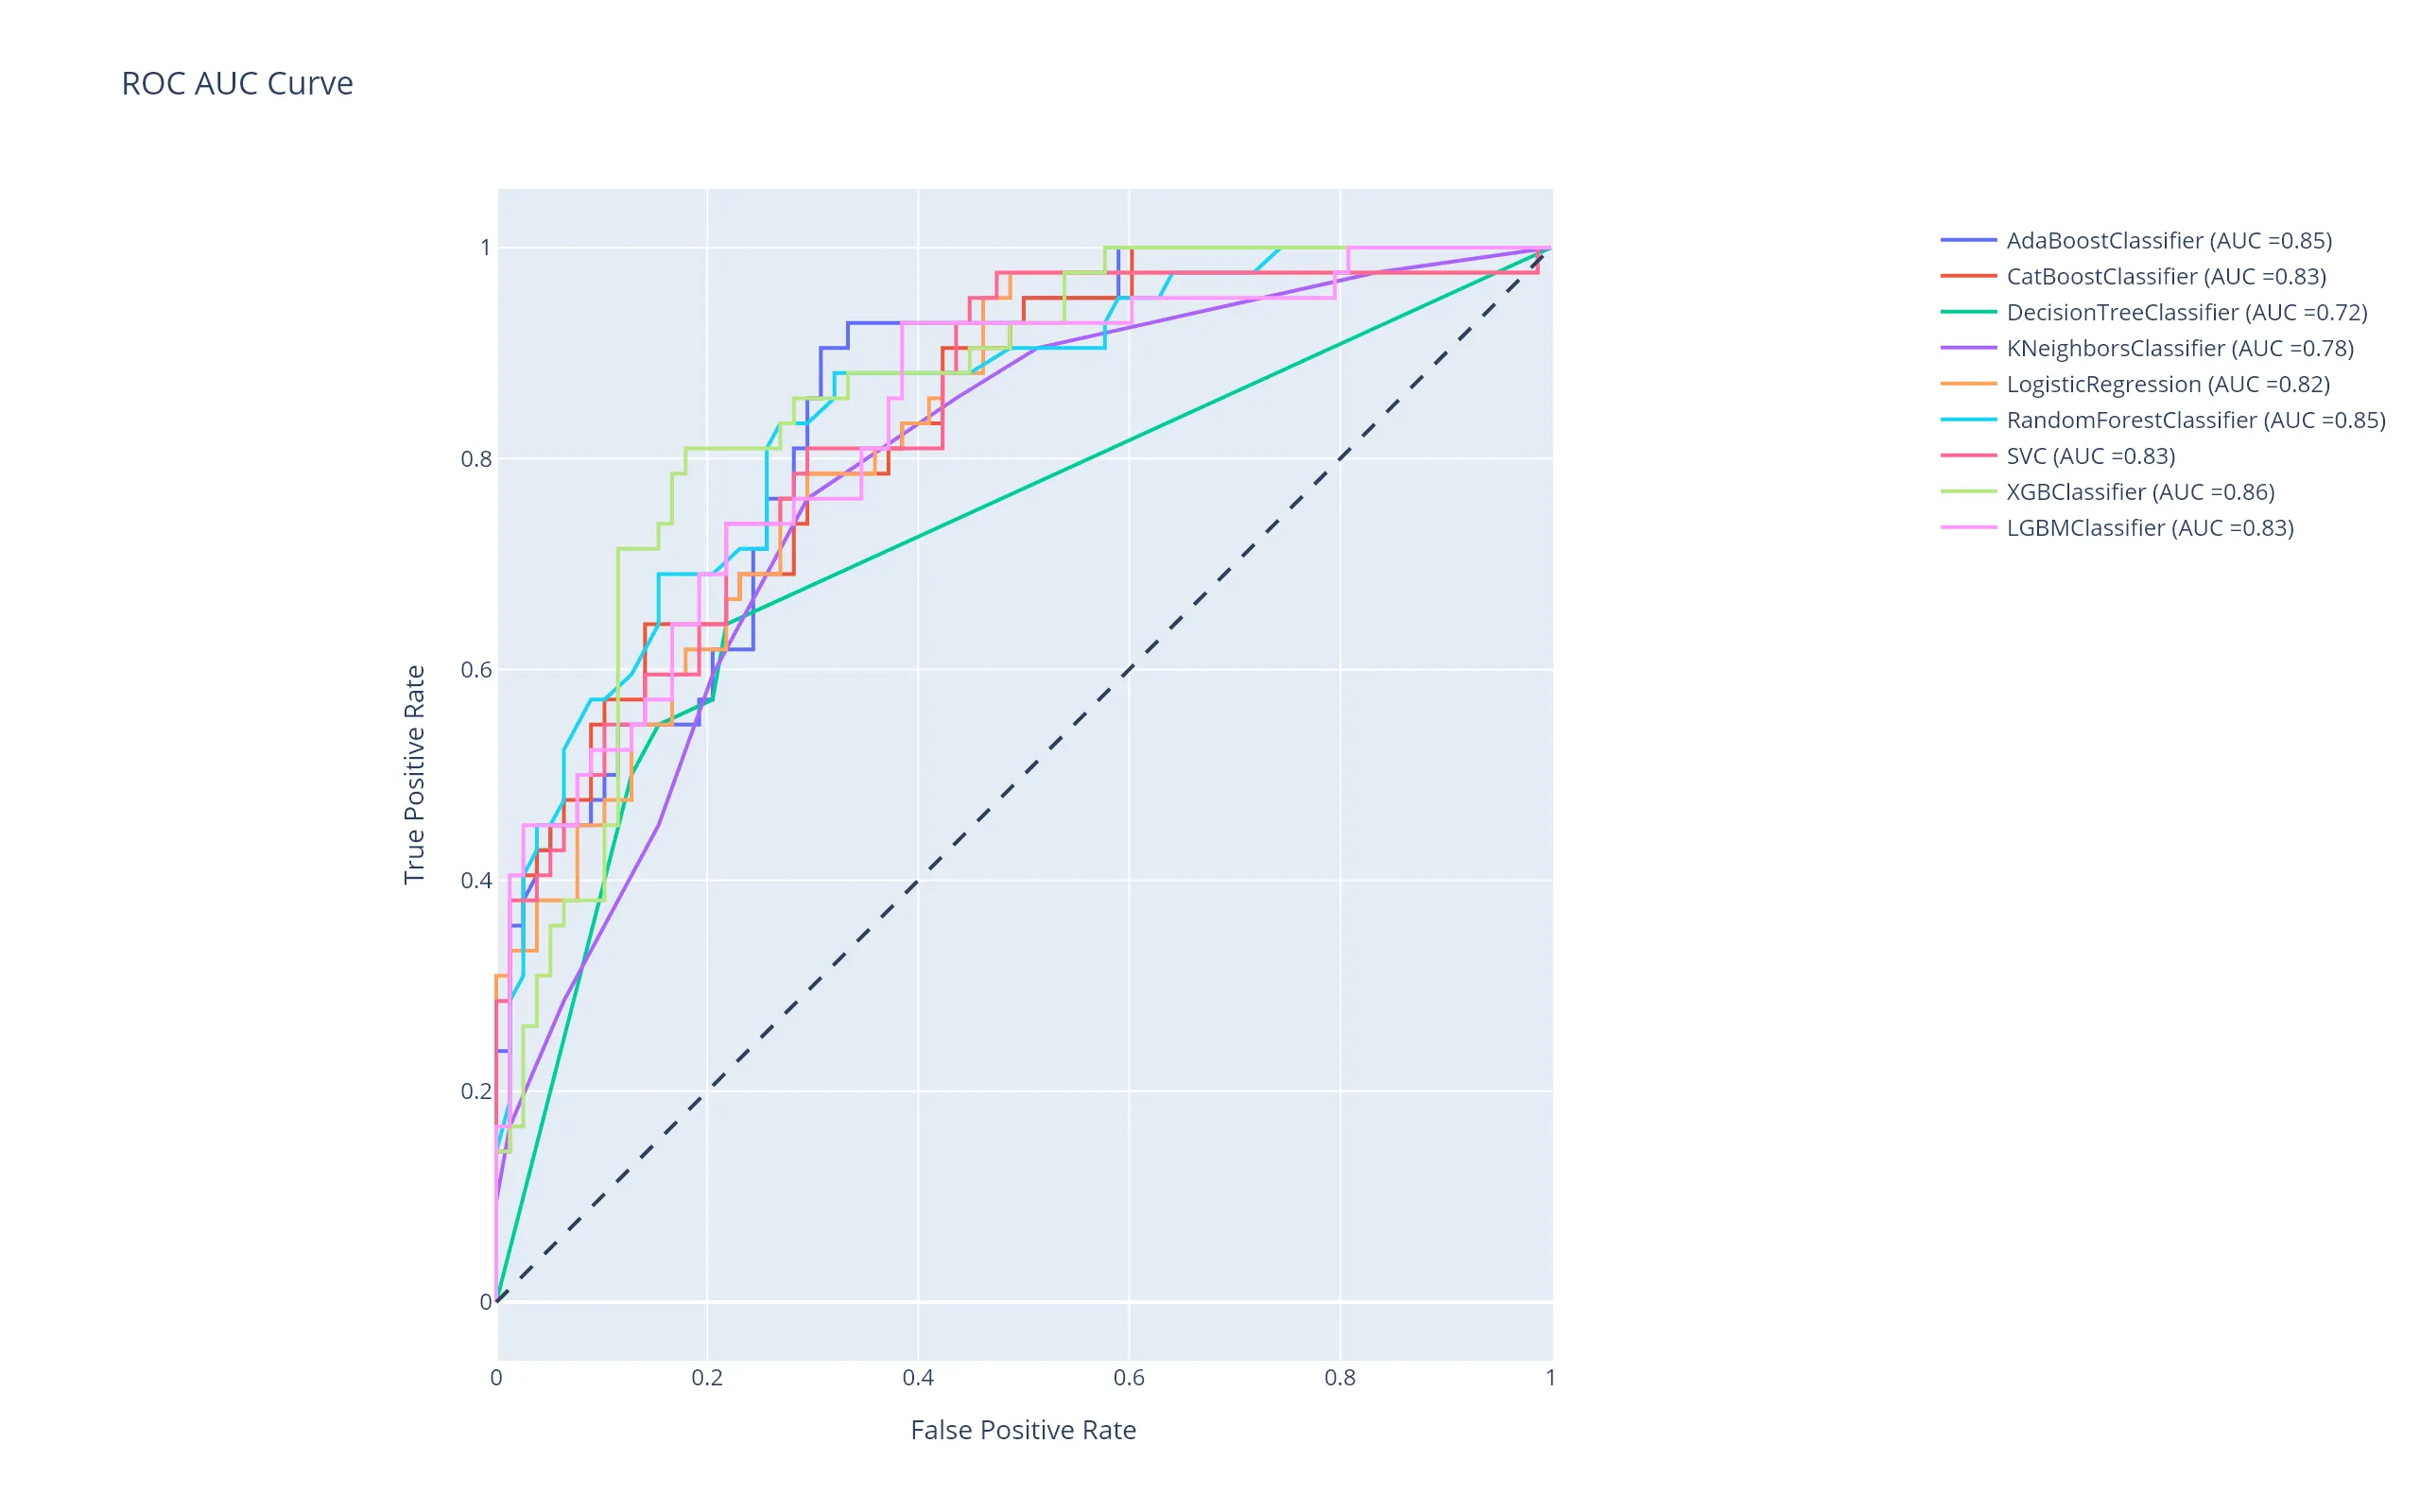 ROC AUC Curve
AdaBoostClassifier (AUC =0.85)
CatBoostClassifier (AUC =0.83)
DecisionTreeClassifier (AUC =0.72)
KNeighborsClassifier (AUC =0.78)
LogisticRegression (AUC =0.82)
RandomForestClassifier (AUC =0.85)
SVC (AUC =0.83)
XGBClassifier (AUC =0.86)
LGBMClassifier (AUC =0.83)
True Positive Rate
1
0.8
0.6
0.4
0.2
0
0 0.2 0.4 0.6 0.8 1
False Positive Rate